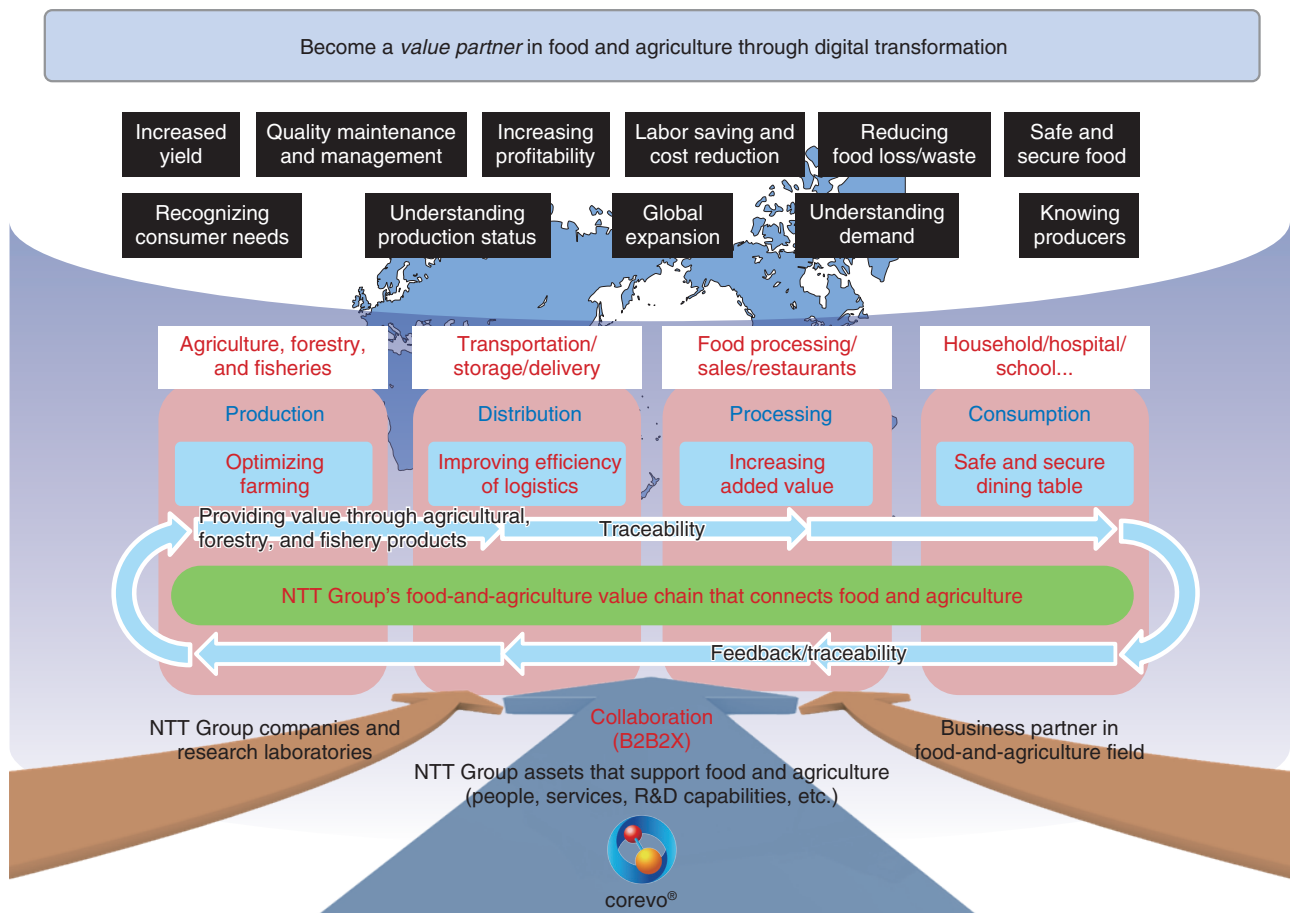 Become a value partner in food and agriculture through digital transformation
Increased
yield
Quality maintenance
and management
Increasing
profitability
Labor saving and
cost reduction
Reducing
food loss/waste
Safe and
secure food
Recognizing
consumer needs
Understanding
production status
Global
expansion
Understanding
demand
Knowing
producers
Agriculture, forestry,
and fisheries
Transportation/
storage/delivery
Food processing/
sales/restaurants
Household/hospital/
school...
Production
Distribution
Processing
Consumption
Optimizing
farming
Improving efficiency
of logistics
Increasing
added value
Safe and secure
dining table
Providing value through agricultural,
forestry, and fishery products
Traceability
NTT Group's food-and-agriculture value chain that connects food and agriculture
Feedback/traceability
NTT Group companies and
research laboratories
Collaboration
(B2B2X)
Business partner in
food-and-agriculture field
NTT Group assets that support food and agriculture
(people, services, R&D capabilities, etc.)
corevo®